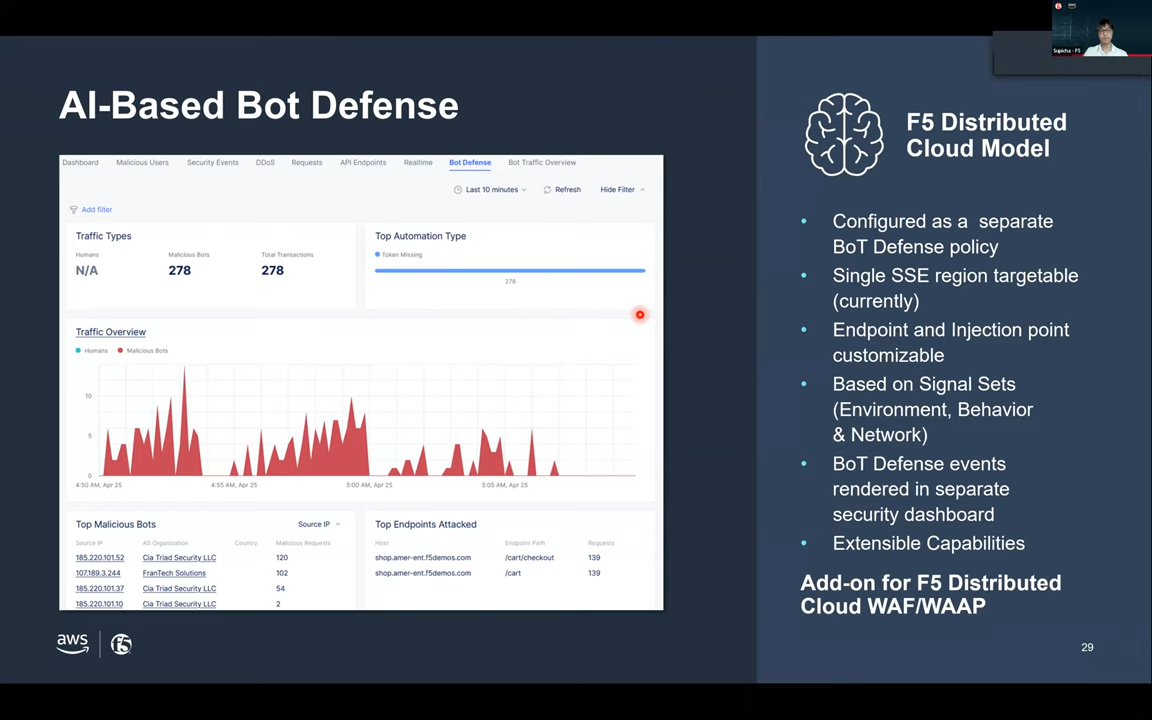 Supicha - F5
AI-Based Bot Defense
Dashboard Malicious Users Security Events DDoS Requests API Endpoints Realtime Bot Defense Bot Traffic Overview
Last 10 minutes Refresh Hide Filter
Add filter
Traffic Types
Humans Malicious Bots Total Transactions
N/A 278 278
Top Automation Type
Token Missing
278
Traffic Overview
Humans Malicious Bots
10
5
0
4:50 AM, Apr 25 4:55 AM, Apr 25 5:00 AM, Apr 25 5:05 AM, Apr 25
Top Malicious Bots Source IP
Source IP AS Organization Country Malicious Requests
185.220.101.52 Cia Triad Security LLC 120
107.189.3.244 FranTech Solutions 102
185.220.101.37 Cia Triad Security LLC 54
185.220.101.10 Cia Triad Security LLC 2
Top Endpoints Attacked
Host Endpoint Path Requests
shop.amer-ent.f5demos.com /cart/checkout 139
shop.amer-ent.f5demos.com /cart 139
aws f5
F5 Distributed
Cloud Model
• Configured as a separate
BoT Defense policy
• Single SSE region targetable
(currently)
• Endpoint and Injection point
customizable
• Based on Signal Sets
(Environment, Behavior
& Network)
• BoT Defense events
rendered in separate
security dashboard
• Extensible Capabilities
Add-on for F5 Distributed
Cloud WAF/WAAP
29